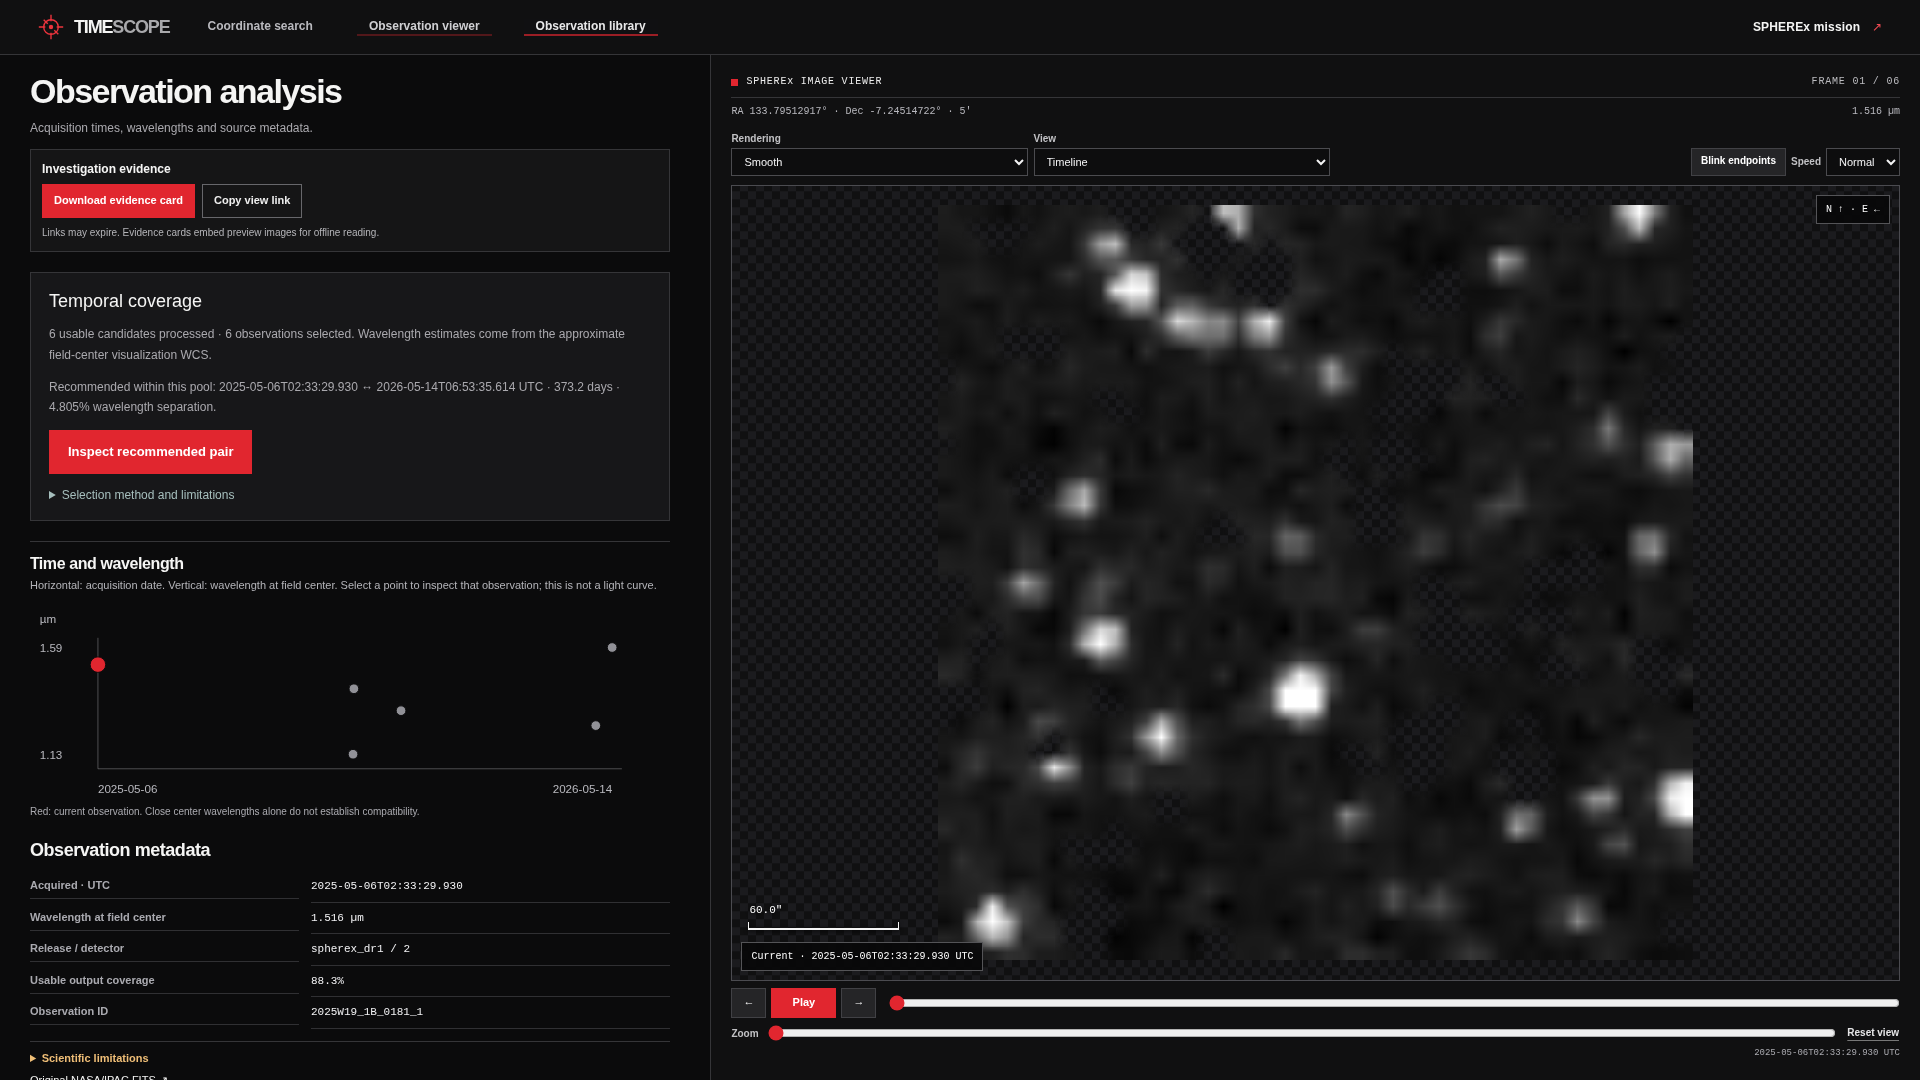 TIMESCOPE
Coordinate search
Observation viewer
Observation library
SPHEREx mission ↗
Observation analysis
Acquisition times, wavelengths and source metadata.
Investigation evidence
Download evidence card
Copy view link
Links may expire. Evidence cards embed preview images for offline reading.
Temporal coverage
6 usable candidates processed · 6 observations selected. Wavelength estimates come from the approximate
field-center visualization WCS.
Recommended within this pool: 2025-05-06T02:33:29.930 ↔ 2026-05-14T06:53:35.614 UTC · 373.2 days ·
4.805% wavelength separation.
Inspect recommended pair
▶ Selection method and limitations
Time and wavelength
Horizontal: acquisition date. Vertical: wavelength at field center. Select a point to inspect that observation; this is not a light curve.
µm
1.59
1.13
2025-05-06
2026-05-14
Red: current observation. Close center wavelengths alone do not establish compatibility.
Observation metadata
Acquired · UTC
2025-05-06T02:33:29.930
Wavelength at field center
1.516 µm
Release / detector
spherex_dr1 / 2
Usable output coverage
88.3%
Observation ID
2025W19_1B_0181_1
▶ Scientific limitations
Original NASA/IPAC FITS ↗
SPHEREx IMAGE VIEWER
FRAME 01 / 06
RA 133.79512917° · Dec -7.24514722° · 5'
1.516 µm
Rendering
Smooth
View
Timeline
Blink endpoints
Speed
Normal
N ↑ · E ←
60.0"
Current · 2025-05-06T02:33:29.930 UTC
←
Play
→
Zoom
Reset view
2025-05-06T02:33:29.930 UTC